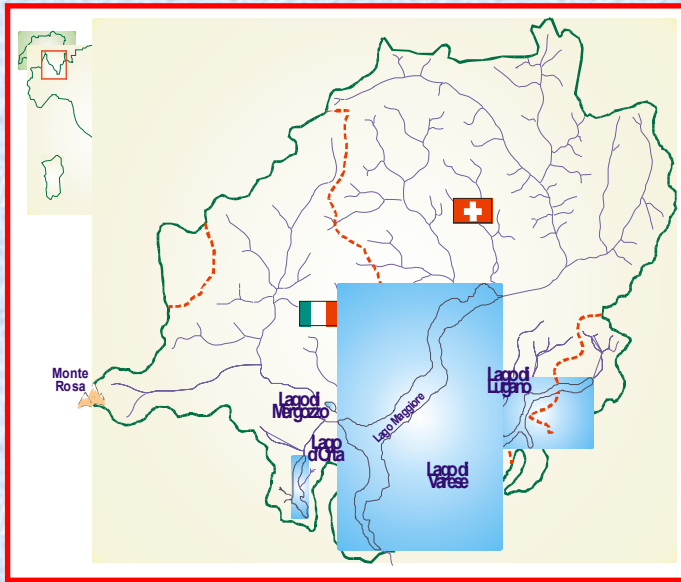 Monte
Rosa
Lago di
Mergozzo
Lago
d'Orta
Lago Maggiore
Lago di
Lugano
Lago di
Varese